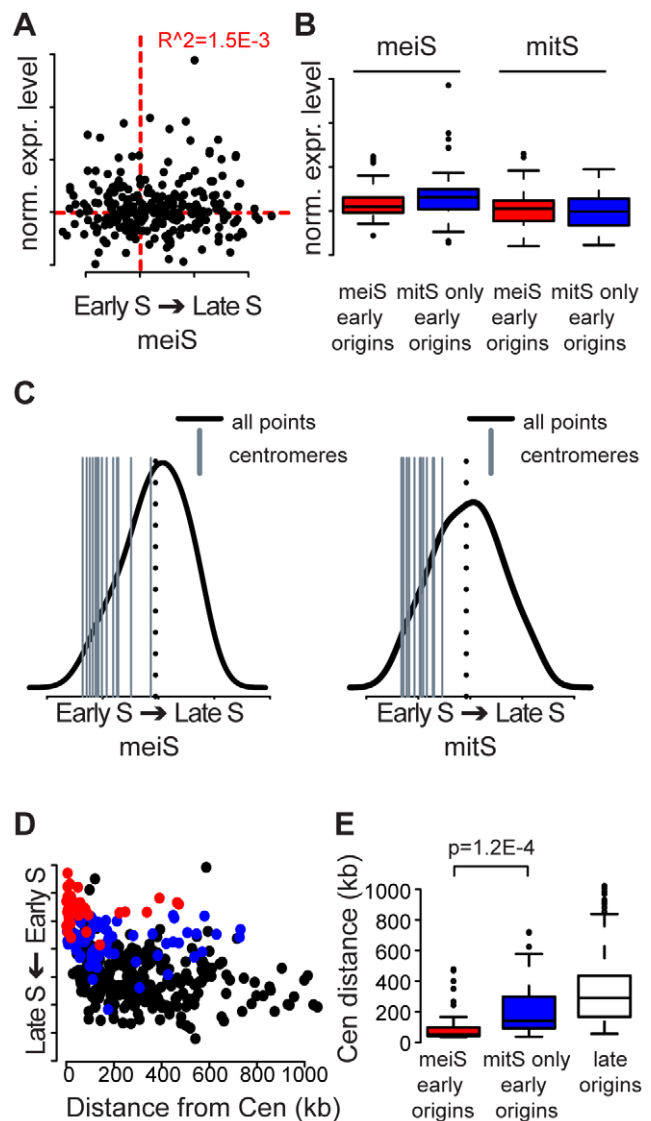 A
R^2=1.5E-3
norm. expr. level
Early S → Late S
meiS
B
meiS
mitS
norm. expr. level
meiS early origins
mitS only early origins
meiS early origins
mitS only early origins
C
all points
centromeres
Early S → Late S
meiS
all points
centromeres
Early S → Late S
mitS
D
Late S ← Early S
0 200 400 600 800 1000
Distance from Cen (kb)
E
p=1.2E-4
Cen distance (kb)
1000
800
600
400
200
0
meiS early origins
mitS only early origins
late origins